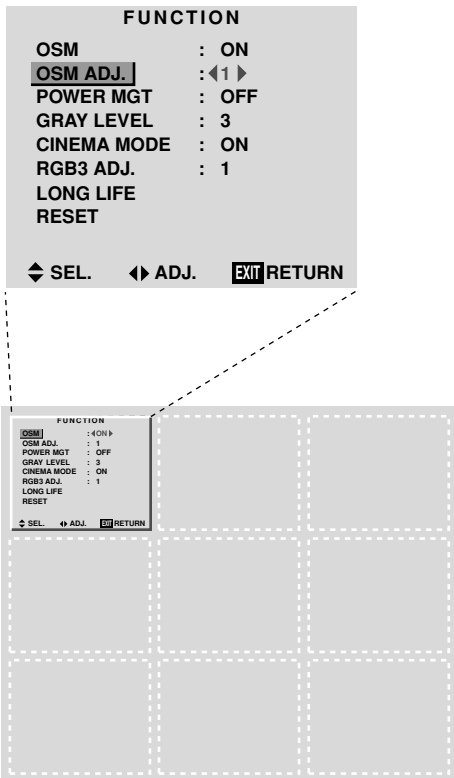 FUNCTION
OSM : ON
OSM ADJ. : 1
POWER MGT : OFF
GRAY LEVEL : 3
CINEMA MODE : ON
RGB3 ADJ. : 1
LONG LIFE
RESET
SEL. ADJ. EXIT RETURN
FUNCTION
OSM : ON
OSM ADJ. : 1
POWER MGT : OFF
GRAY LEVEL : 3
CINEMA MODE : ON
RGB3 ADJ. : 1
LONG LIFE
RESET
SEL. ADJ. EXIT RETURN